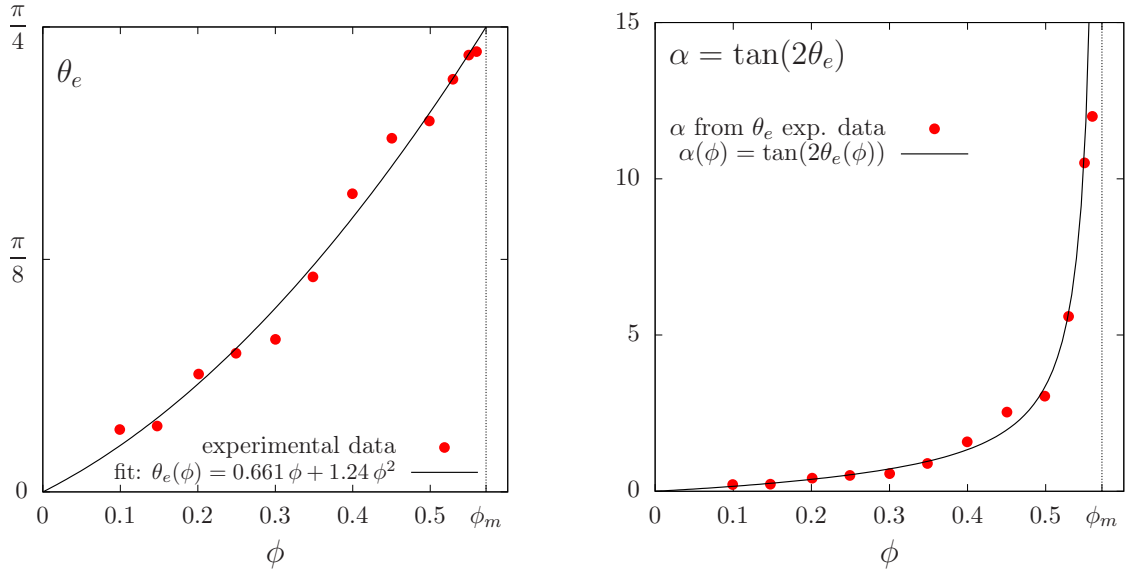 π/4
θ_e
π/8
0
experimental data
fit: θ_e(φ) = 0.661 φ + 1.24 φ²
0 0.1 0.2 0.3 0.4 0.5 φ_m
φ
15
α = tan(2θ_e)
α from θ_e exp. data
α(φ) = tan(2θ_e(φ))
10
5
0
0 0.1 0.2 0.3 0.4 0.5 φ_m
φ